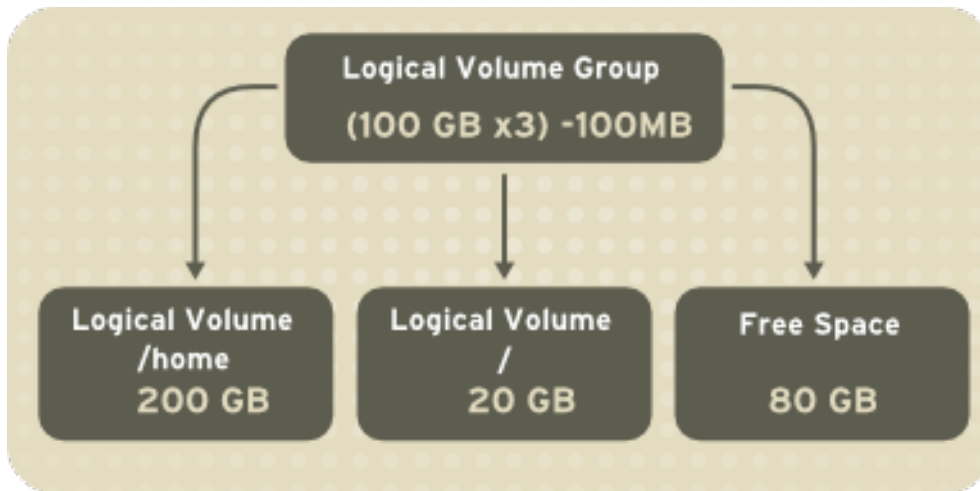 Logical Volume Group
(100 GB x3) -100MB
Logical Volume
/home
200 GB
Logical Volume
/
20 GB
Free Space
80 GB